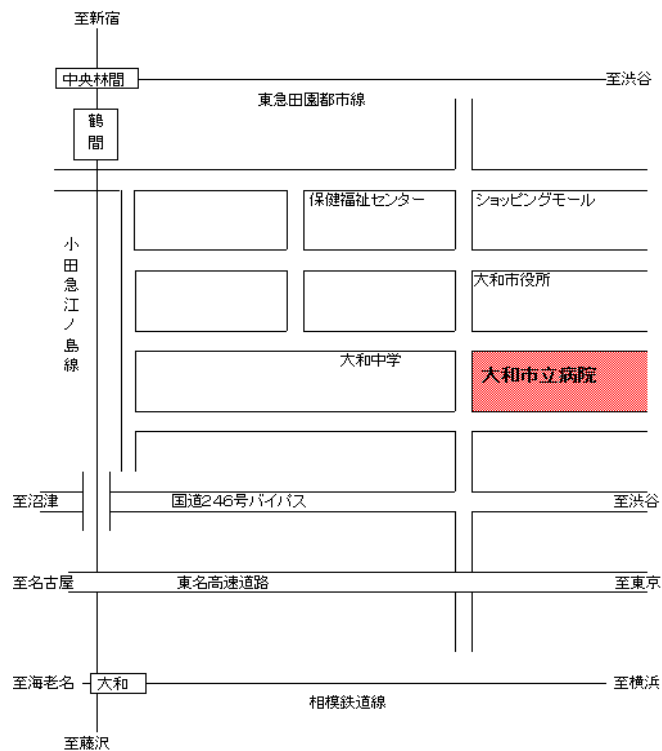 至新宿
中央林間
至渋谷
東急田園都市線
鶴間
保健福祉センター
ショッピングモール
小田急江ノ島線
大和市役所
大和中学
大和市立病院
至沼津
国道246号バイパス
至渋谷
至名古屋
東名高速道路
至東京
至海老名
大和
至横浜
相模鉄道線
至藤沢